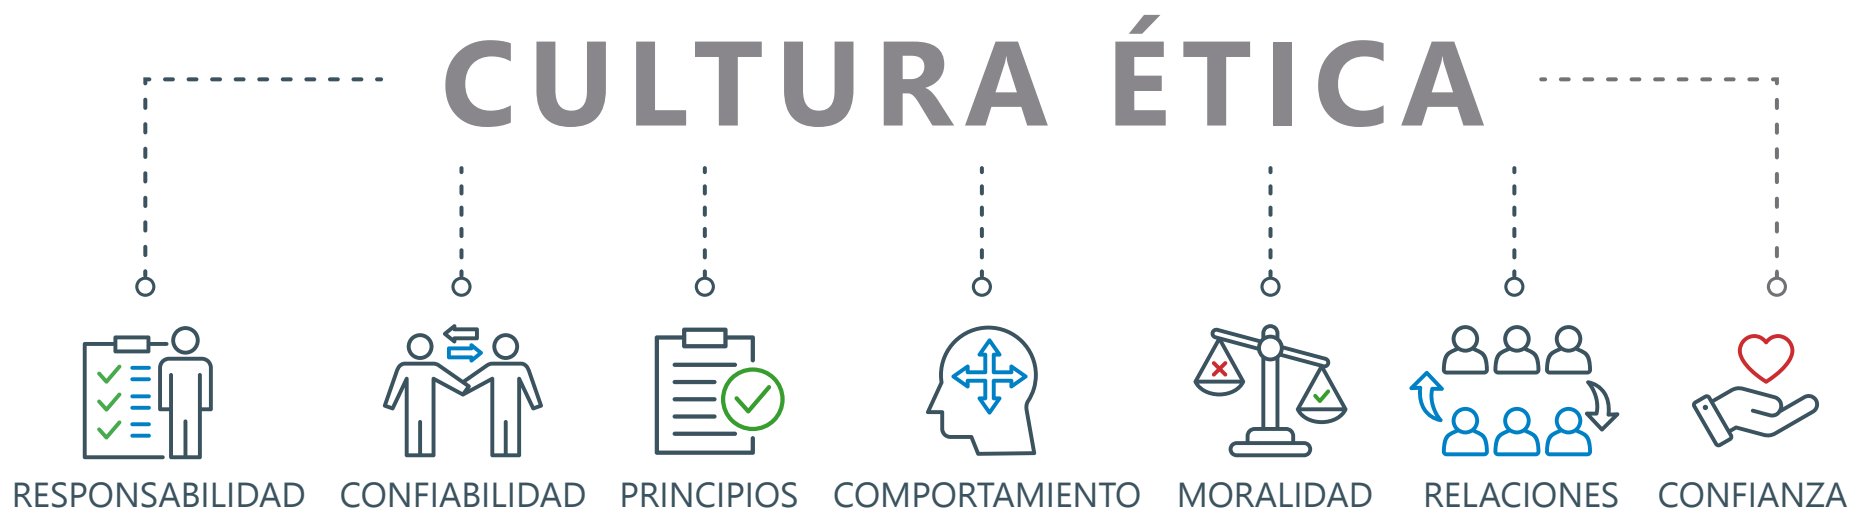 CULTURA ÉTICA
RESPONSABILIDAD
CONFIABILIDAD
PRINCIPIOS
COMPORTAMIENTO
MORALIDAD
RELACIONES
CONFIANZA